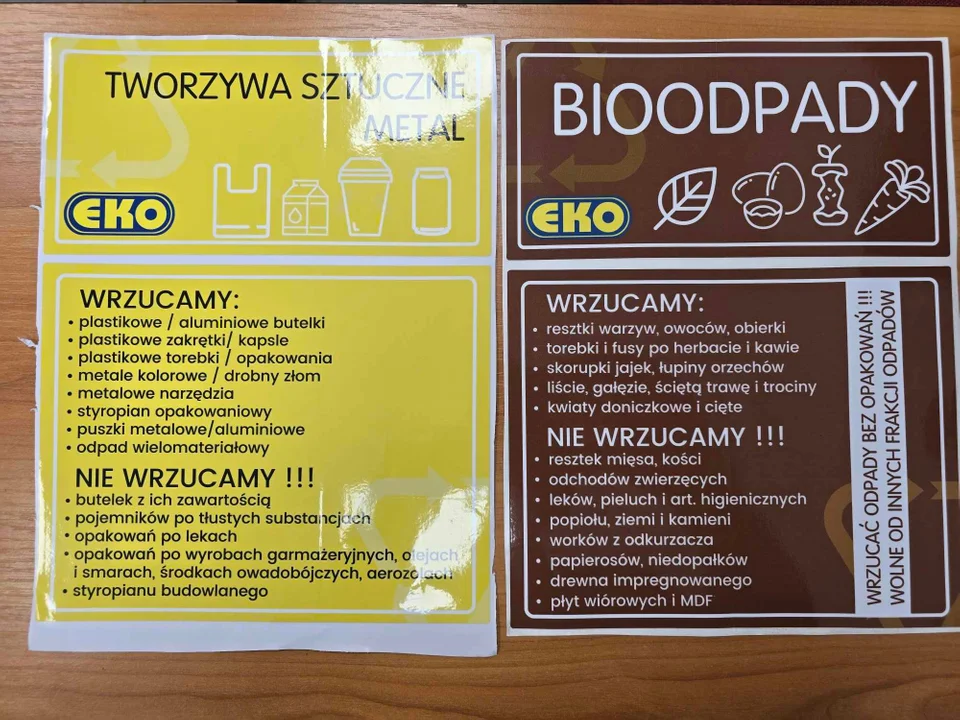 TWORZYWA SZTUCZNE
METAL
EKO
WRZUCAMY:
• plastikowe / aluminiowe butelki
• plastikowe zakrętki/ kapsle
• plastikowe torebki / opakowania
• metale kolorowe / drobny złom
• metalowe narzędzia
• styropian opakowaniowy
• puszki metalowe/aluminiowe
• odpad wielomateriałowy
NIE WRZUCAMY !!!
• butelek z ich zawartością
• pojemników po tłustych substancjach
• opakowań po lekach
• opakowań po wyrobach garmażeryjnych, olejach
i smarach, środkach owadobójczych, aerozolach
• styropianu budowlanego
BIOODPADY
EKO
WRZUCAMY:
• resztki warzyw, owoców, obierki
• torebki i fusy po herbacie i kawie
• skorupki jajek, łupiny orzechów
• liście, gałęzie, ściętą trawę i trociny
• kwiaty doniczkowe i cięte
NIE WRZUCAMY !!!
• resztek mięsa, kości
• odchodów zwierzęcych
• leków, pieluch i art. higienicznych
• popiołu, ziemi i kamieni
• worków z odkurzacza
• papierosów, niedopałków
• drewna impregnowanego
• płyt wiórowych i MDF
WRZUCAĆ ODPADY BEZ OPAKOWAŃ !!!
WOLNE OD INNYCH FRAKCJI ODPADÓW